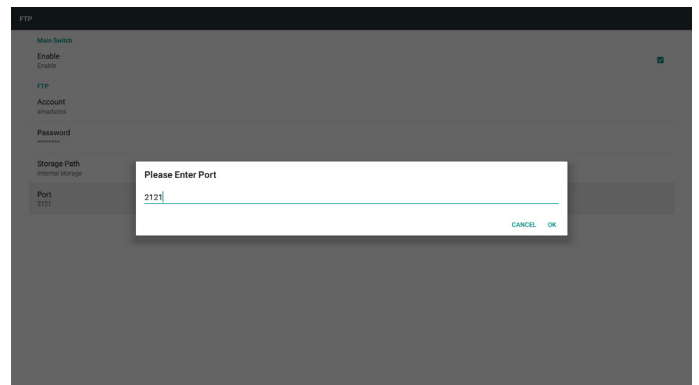 FTP
Main Switch
Enable
Enable
FTP
Account
smartcms
Password
********
Storage Path
Internal storage
Port
2121
Please Enter Port
2121
CANCEL OK